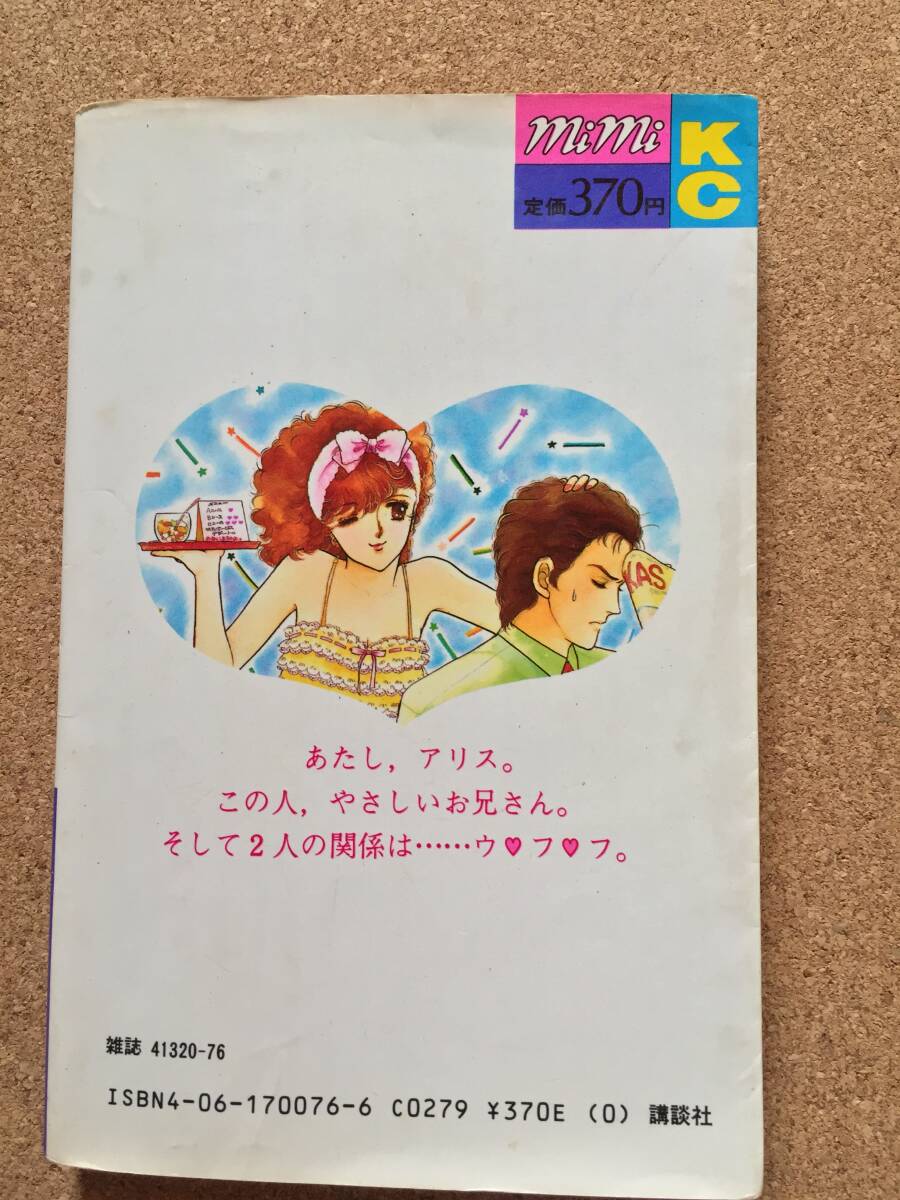 mimi
KC
定価370円
KAS
あたし，アリス。
この人，やさしいお兄さん。
そして2人の関係は……ウ♥フ♥フ。
雑誌 41320-76
ISBN4-06-170076-6 C0279 ¥370E (0) 講談社